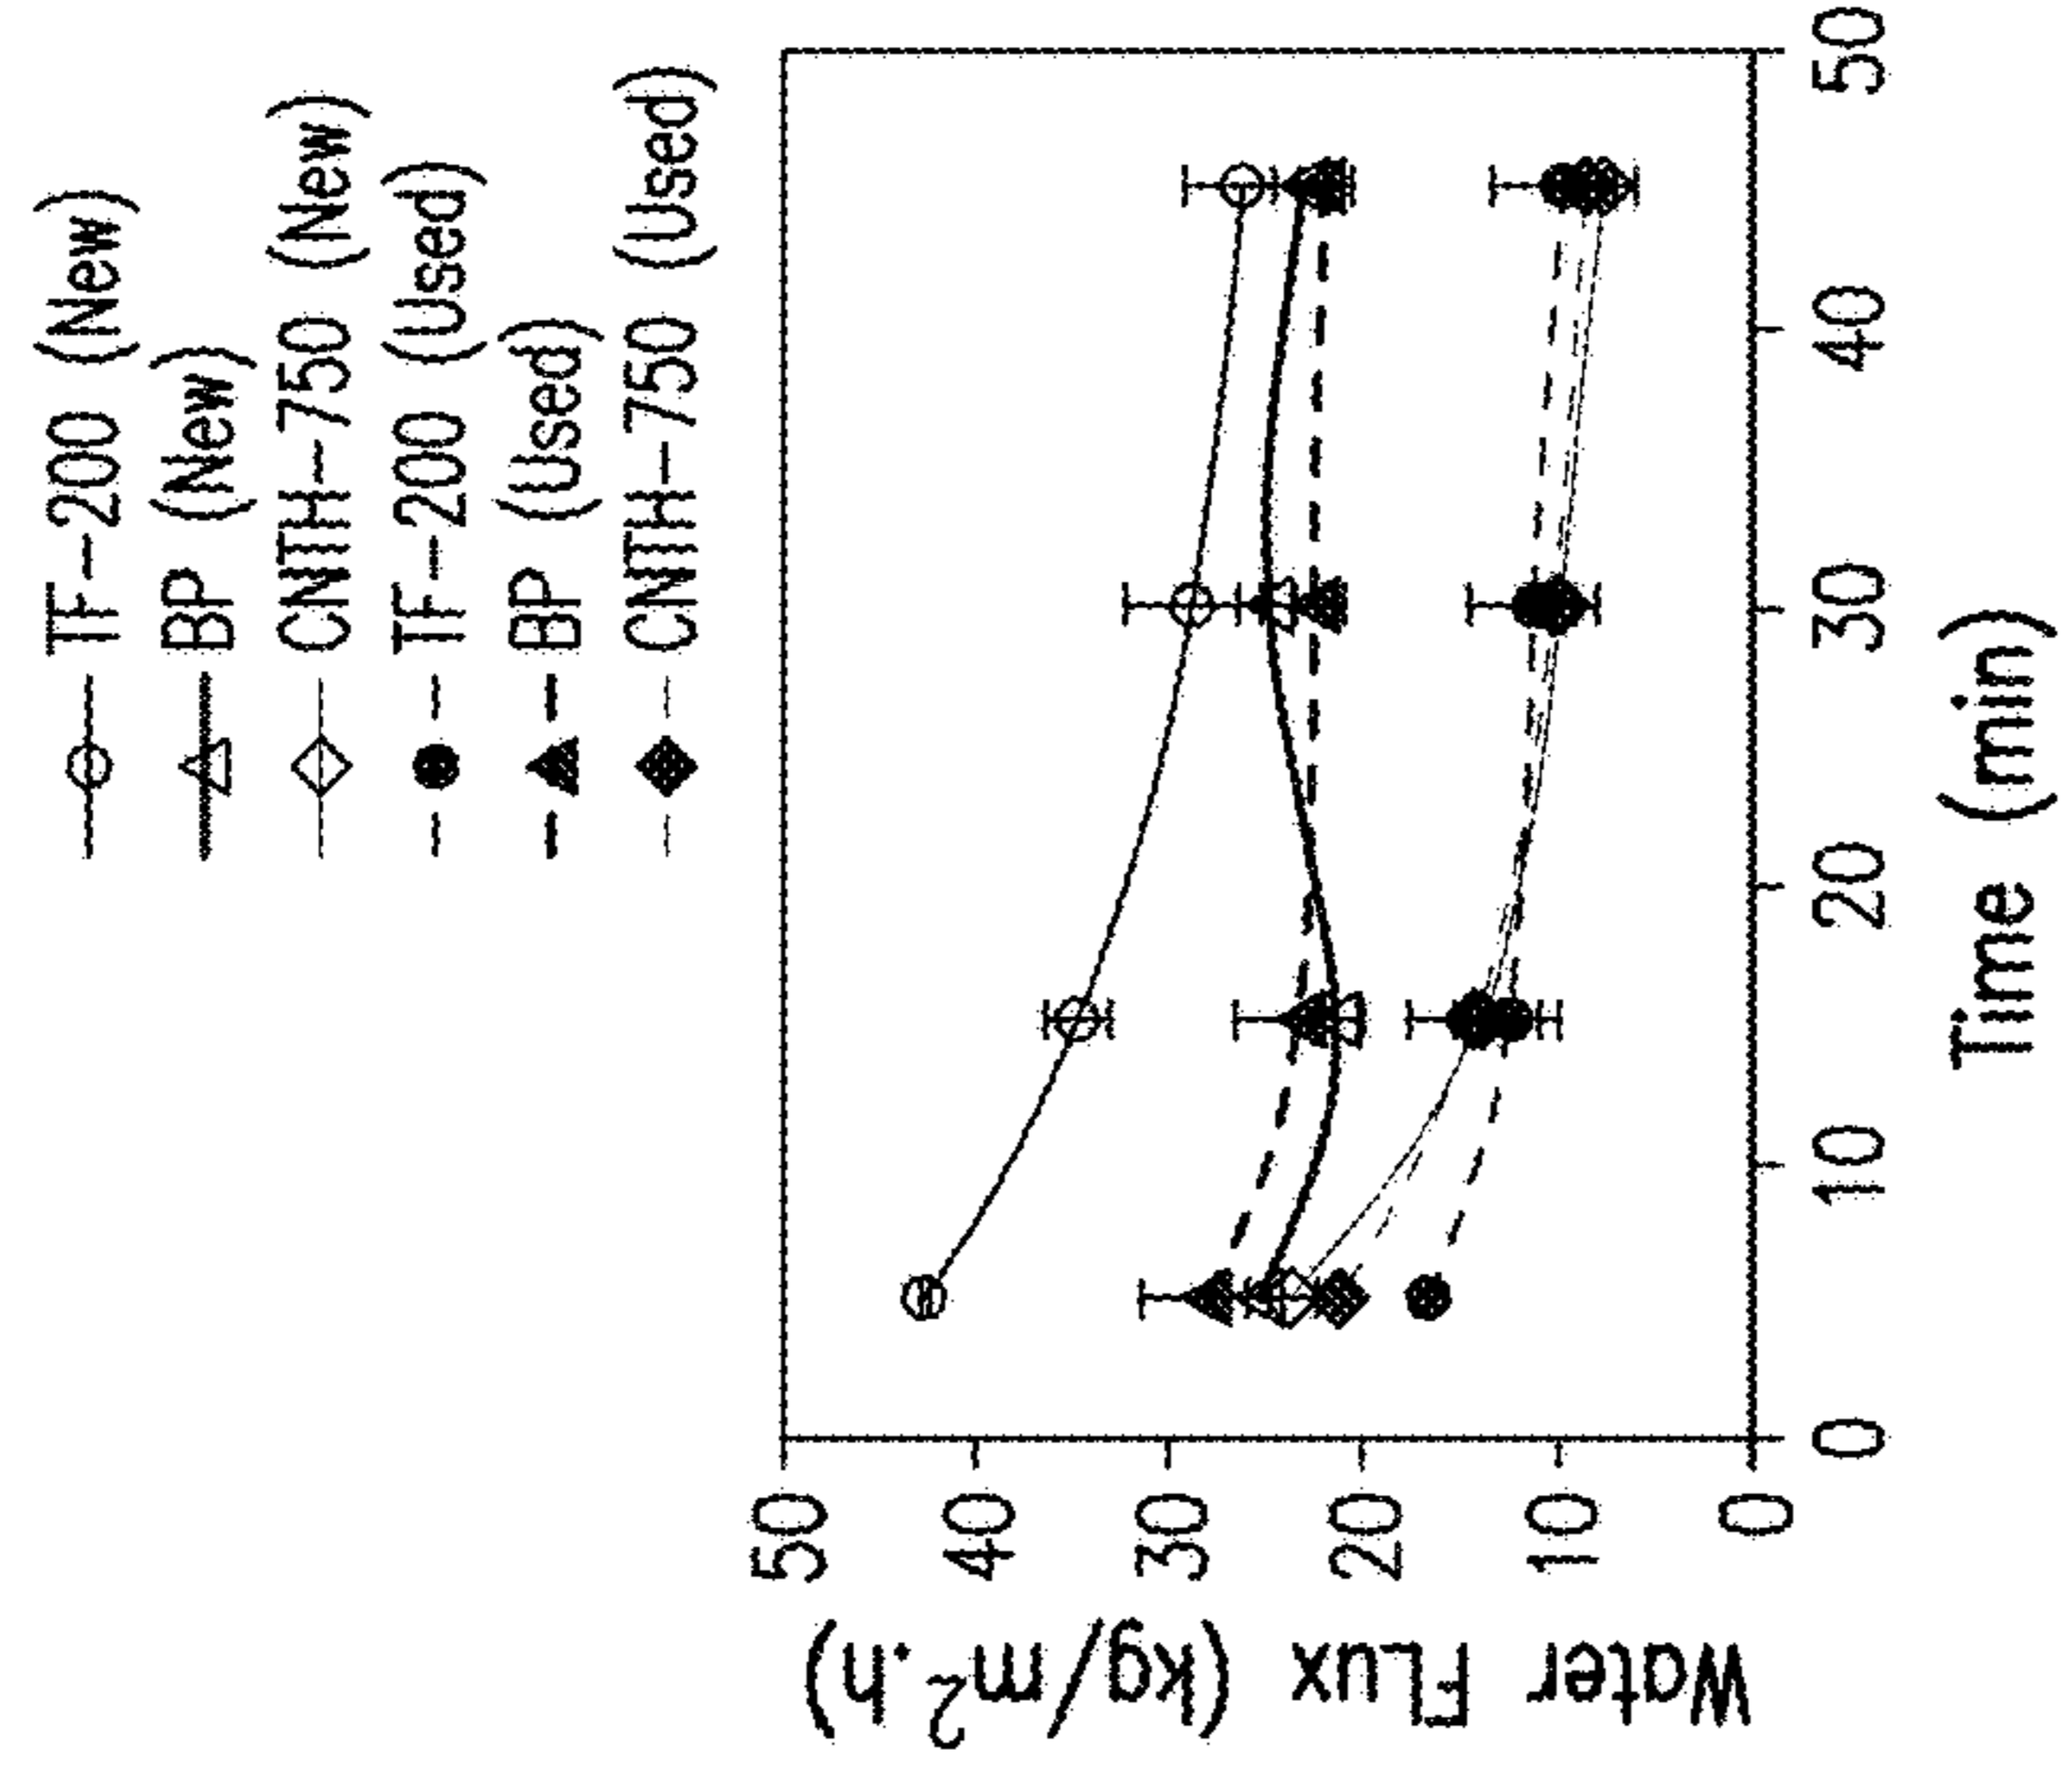 TF-200 (New)
BP (New)
CNTH-750 (New)
TF-200 (Used)
BP (Used)
CNTH-750 (Used)
Water FLux (kg/m2.h)
50
40
30
20
10
0
0
10
20
30
40
50
Time (min)